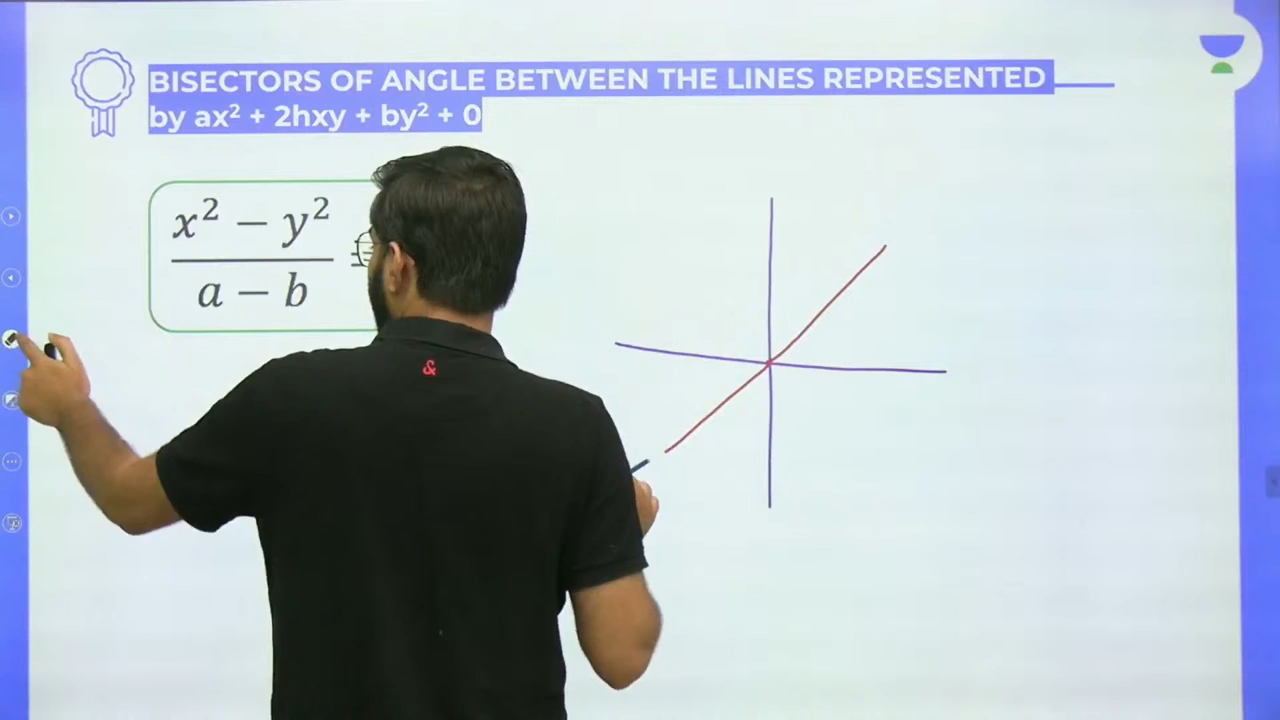 BISECTORS OF ANGLE BETWEEN THE LINES REPRESENTED
by ax² + 2hxy + by² + 0
x² − y²
a − b
&